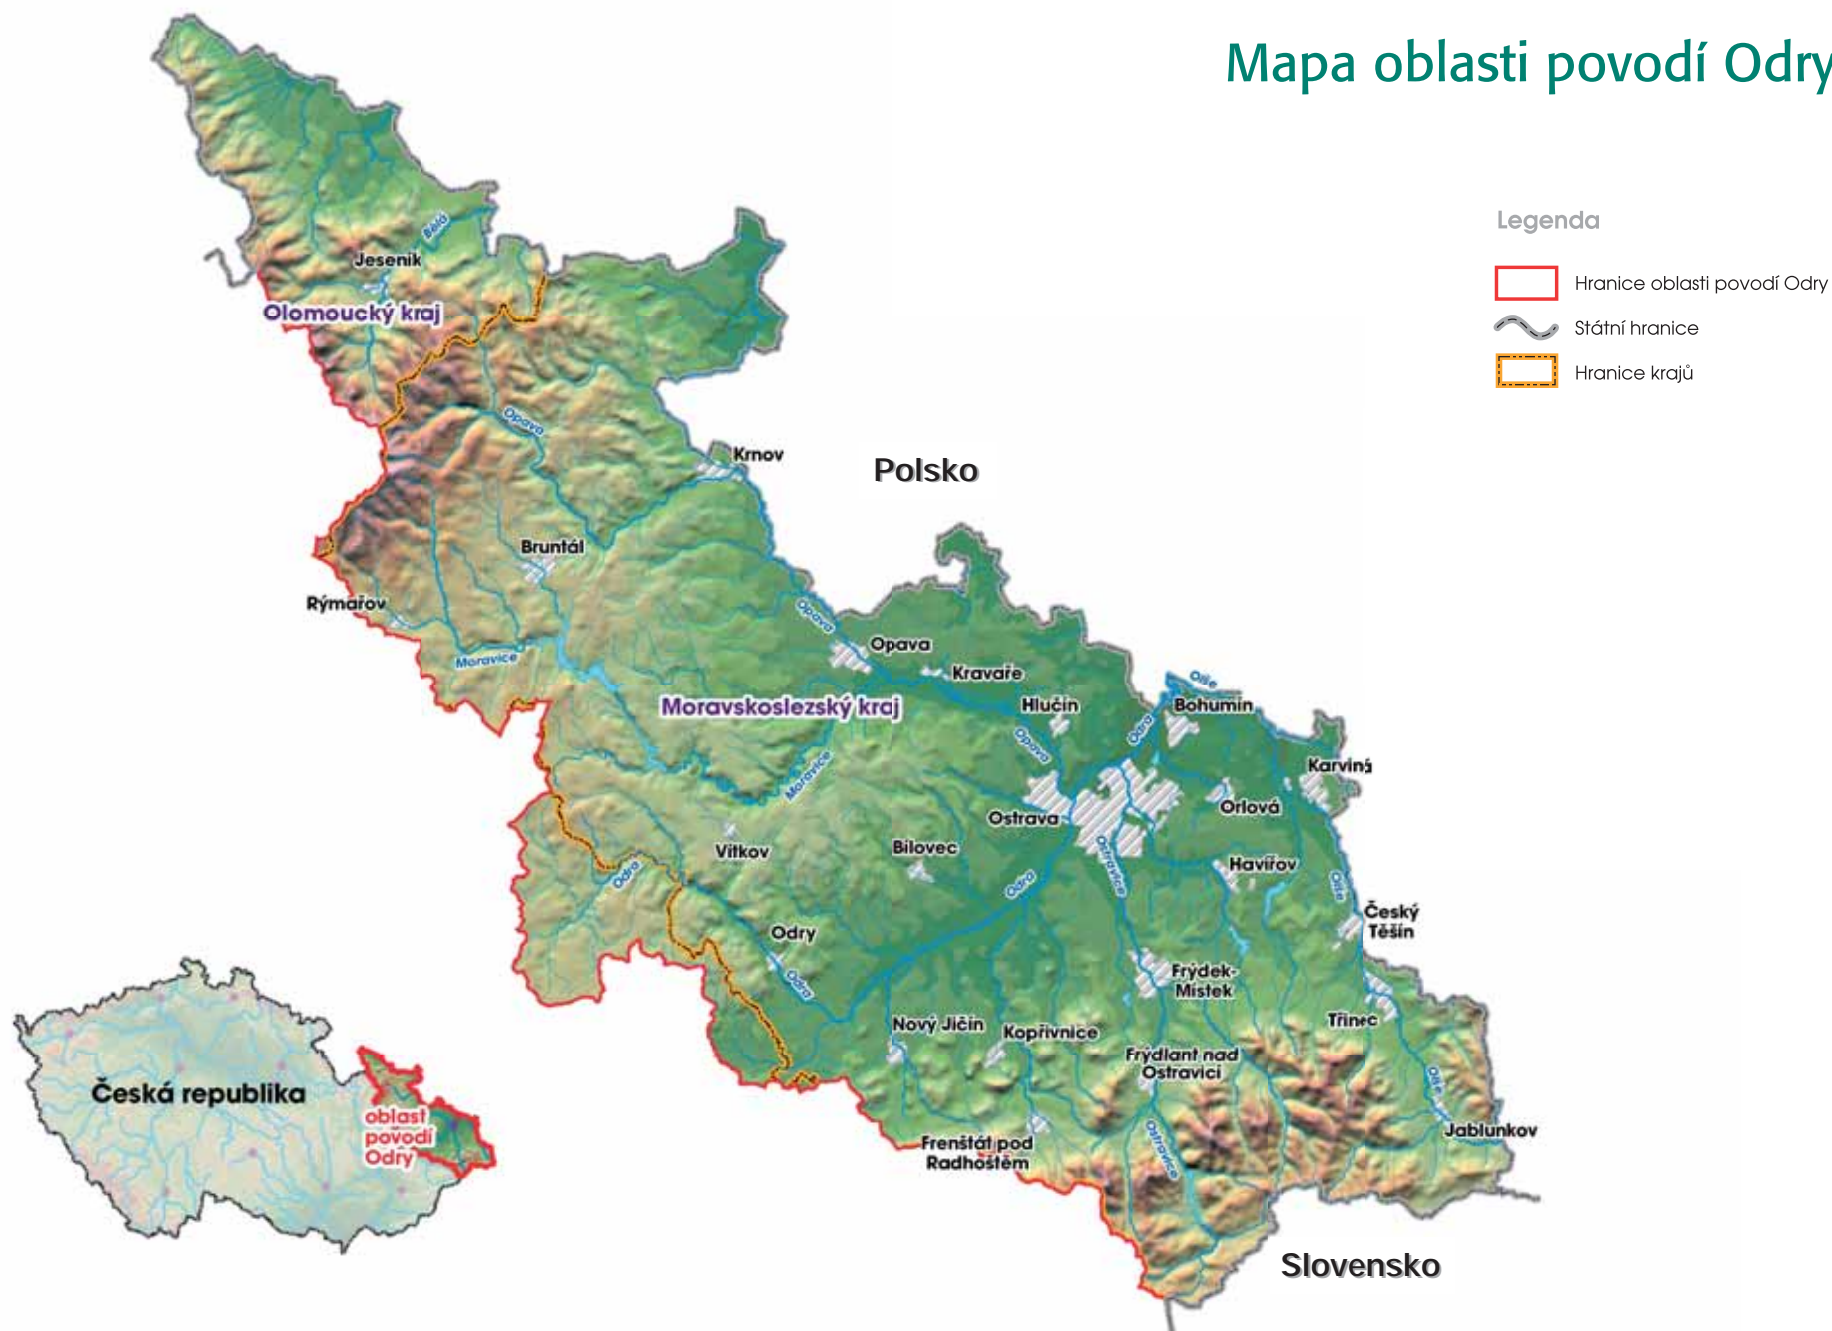 Mapa oblasti povodí Odry
Legenda
Hranice oblasti povodí Odry
Státní hranice
Hranice krajů
Bělá
Jeseník
Olomoucký kraj
Opava
Krnov
Polsko
Bruntál
Rýmařov
Opava
Opava
Moravice
Kravaře
Olše
Moravskoslezský kraj
Hlučín
Bohumín
Odra
Opava
Karviná
Moravice
Orlová
Ostrava
Vítkov
Bílovec
Ostravice
Havířov
Odra
Odra
Olše
Český
Těšín
Odry
Odra
Frýdek-
Místek
Třinec
Nový Jičín
Kopřivnice
Frýdlant nad
Ostravicí
Olše
Česká republika
oblast
povodí
Odry
Jablunkov
Frenštát pod
Radhoštěm
Ostravice
Slovensko